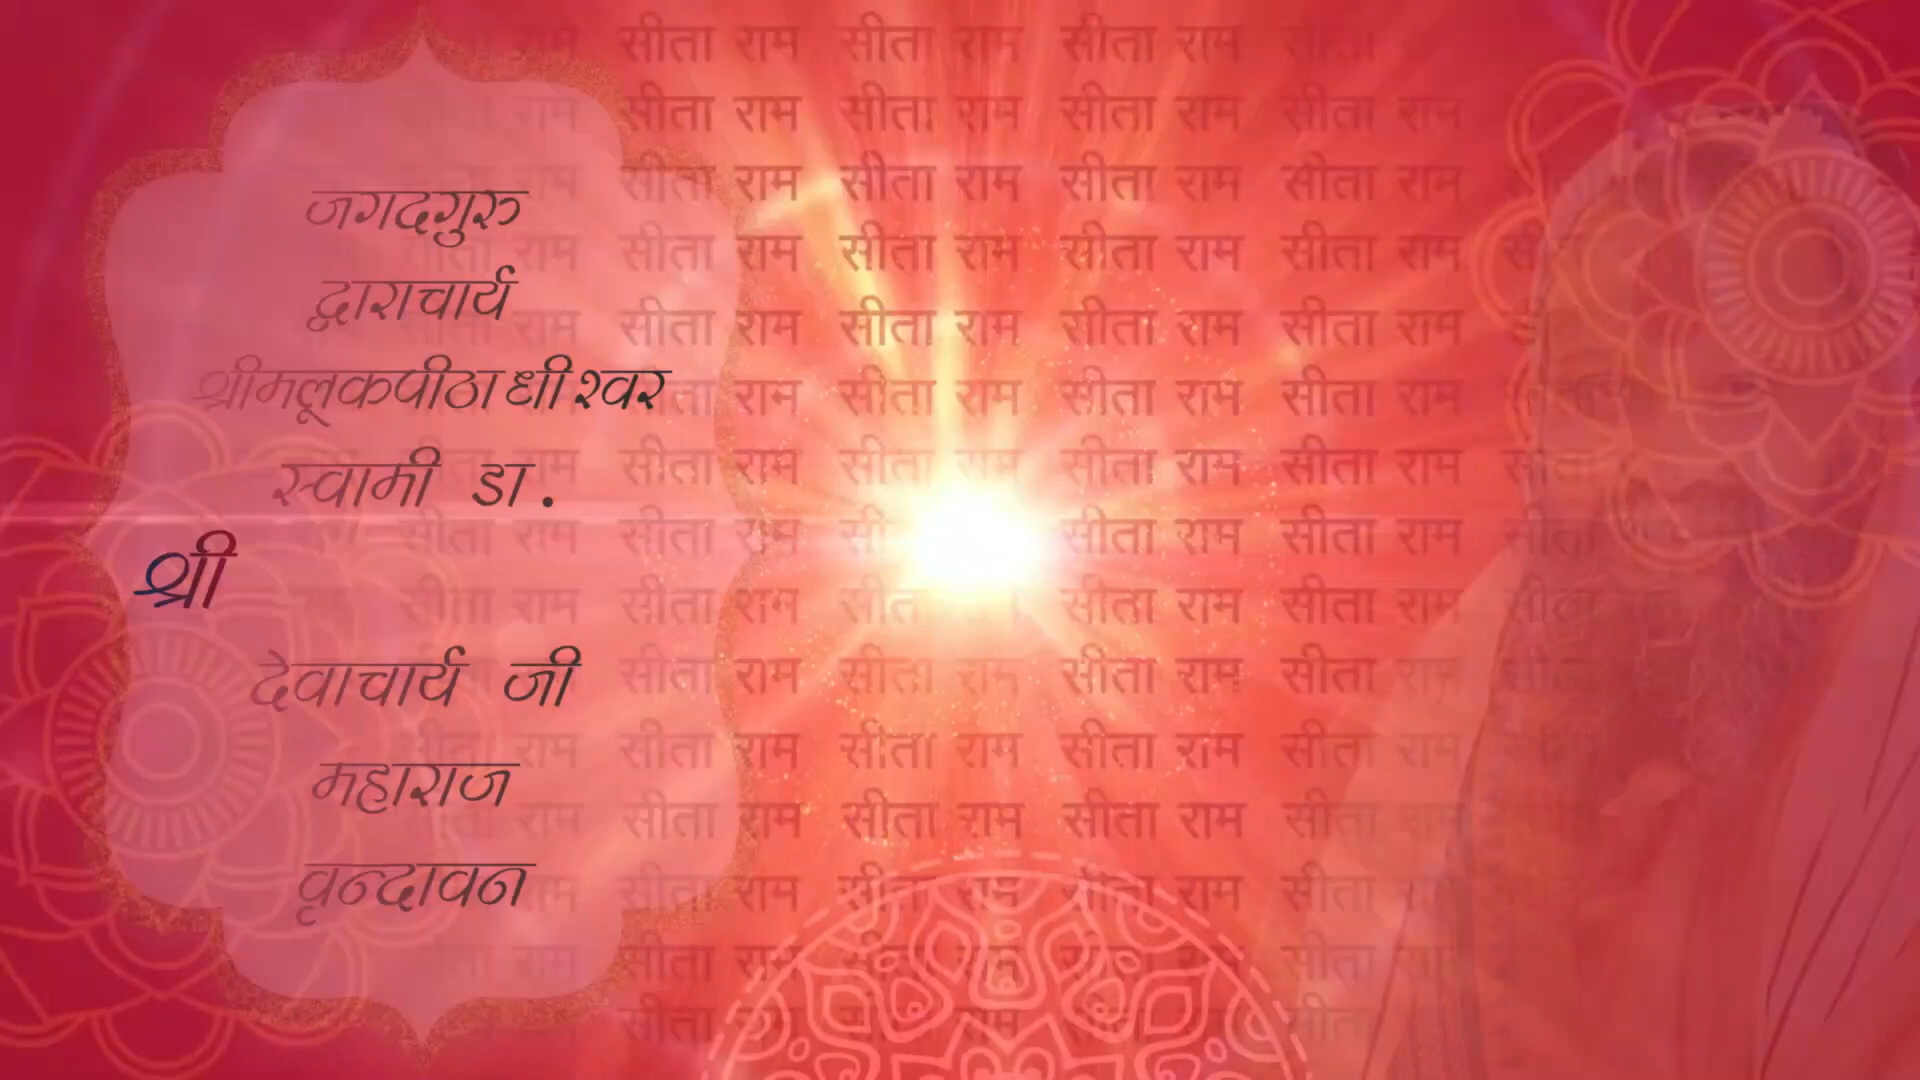 जगदगुरु
द्वाराचार्य
श्रीमलूकपीठाधीश्वर
स्वामी डा.
श्री
देवाचार्य जी
महाराज
वृन्दावन
सीता राम सीता राम सीता राम सीता
राम सीता राम सीता राम सीता राम सीता राम
राम सीता राम सीता राम सीता राम सीता राम
राम सीता राम सीता राम सीता राम सीता राम
राम सीता राम सीता राम सीता राम सीता राम
राम सीता राम सीता राम सीता राम
राम सीता राम सीता राम सीता राम सीता राम
सीता राम सीता राम सीता राम सीता राम सीता
सीता राम सीता राम सीता राम सीता राम सीता राम
सीता राम सीता राम सीता राम सीता राम
सीता राम सीता राम सीता राम सीता राम सीता राम
राम सीता राम सीता राम सीता राम सीता राम
राम सीता राम सीता राम सीता राम सीता
राम सीता राम सीता राम सीता राम सीता
सीता राम सीता राम सीता राम सीता